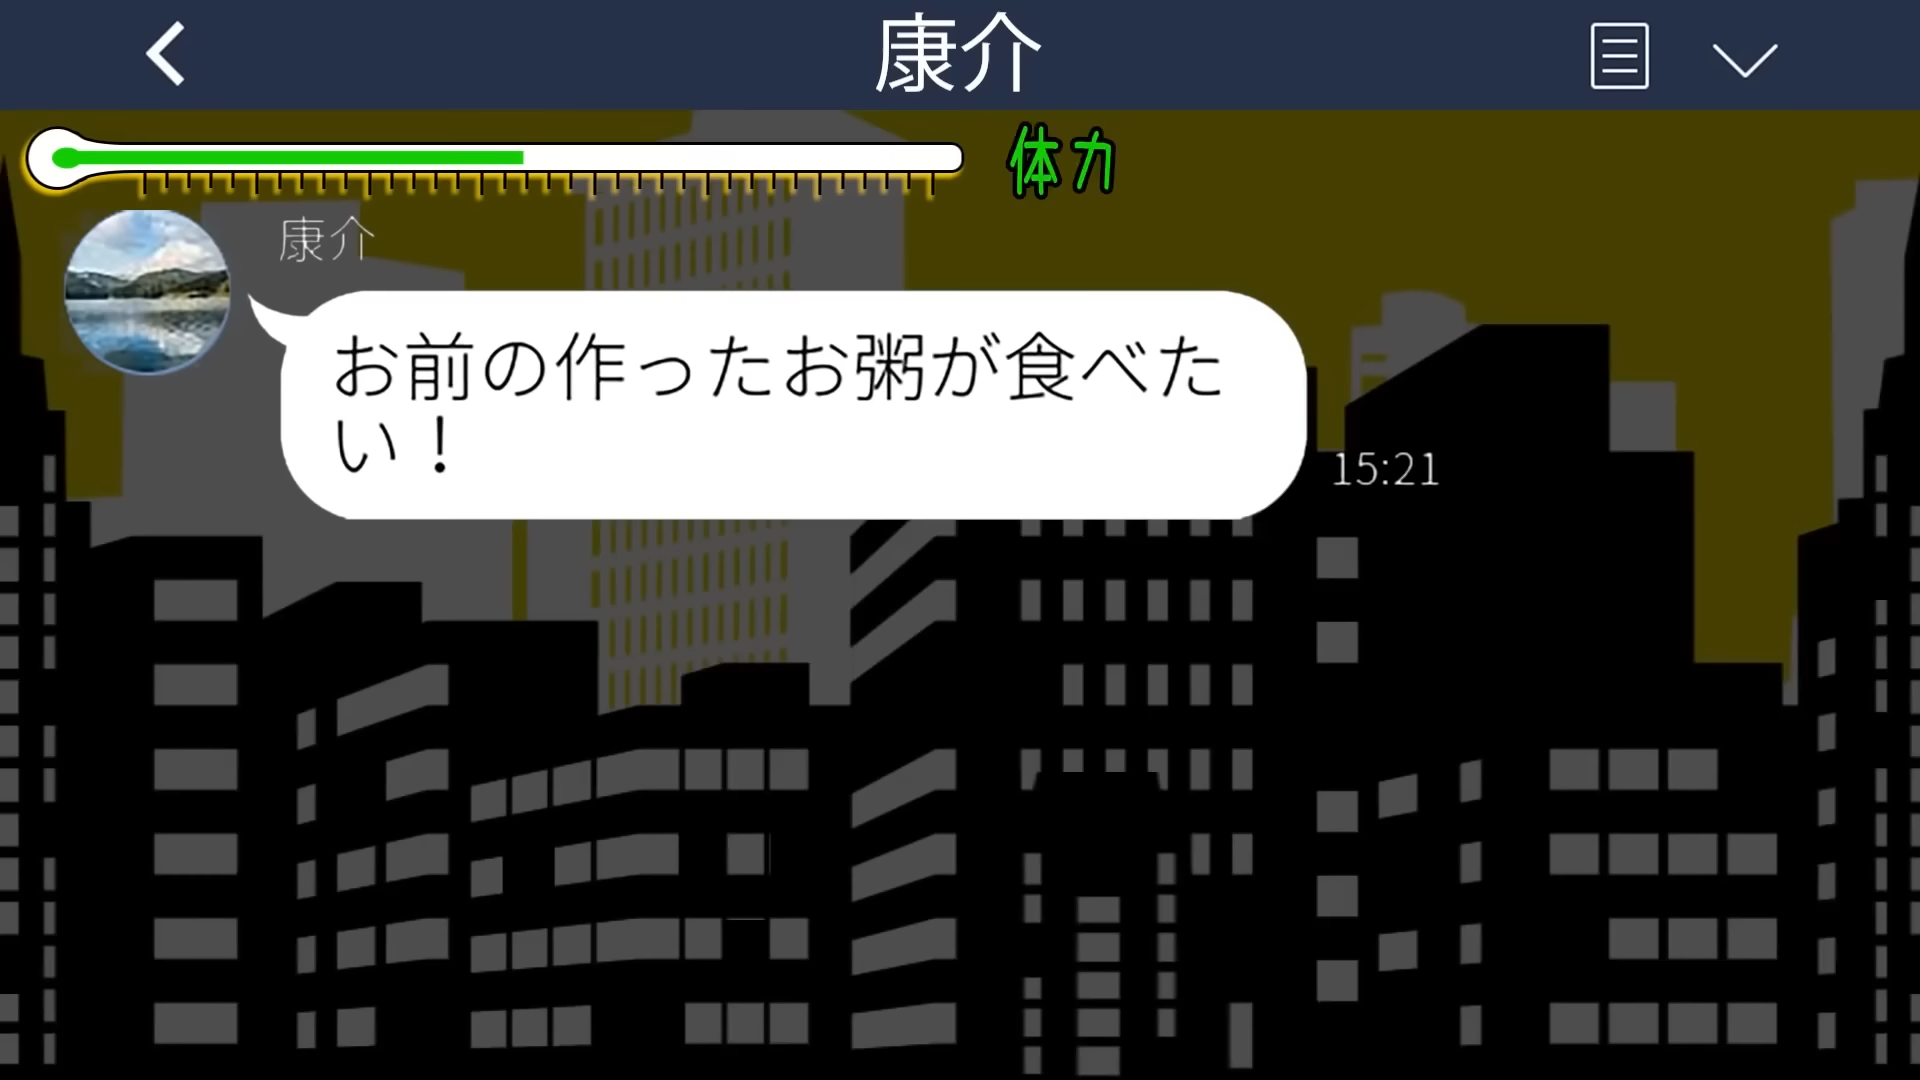 康介
体力
康介
お前の作ったお粥が食べた
い！
15:21